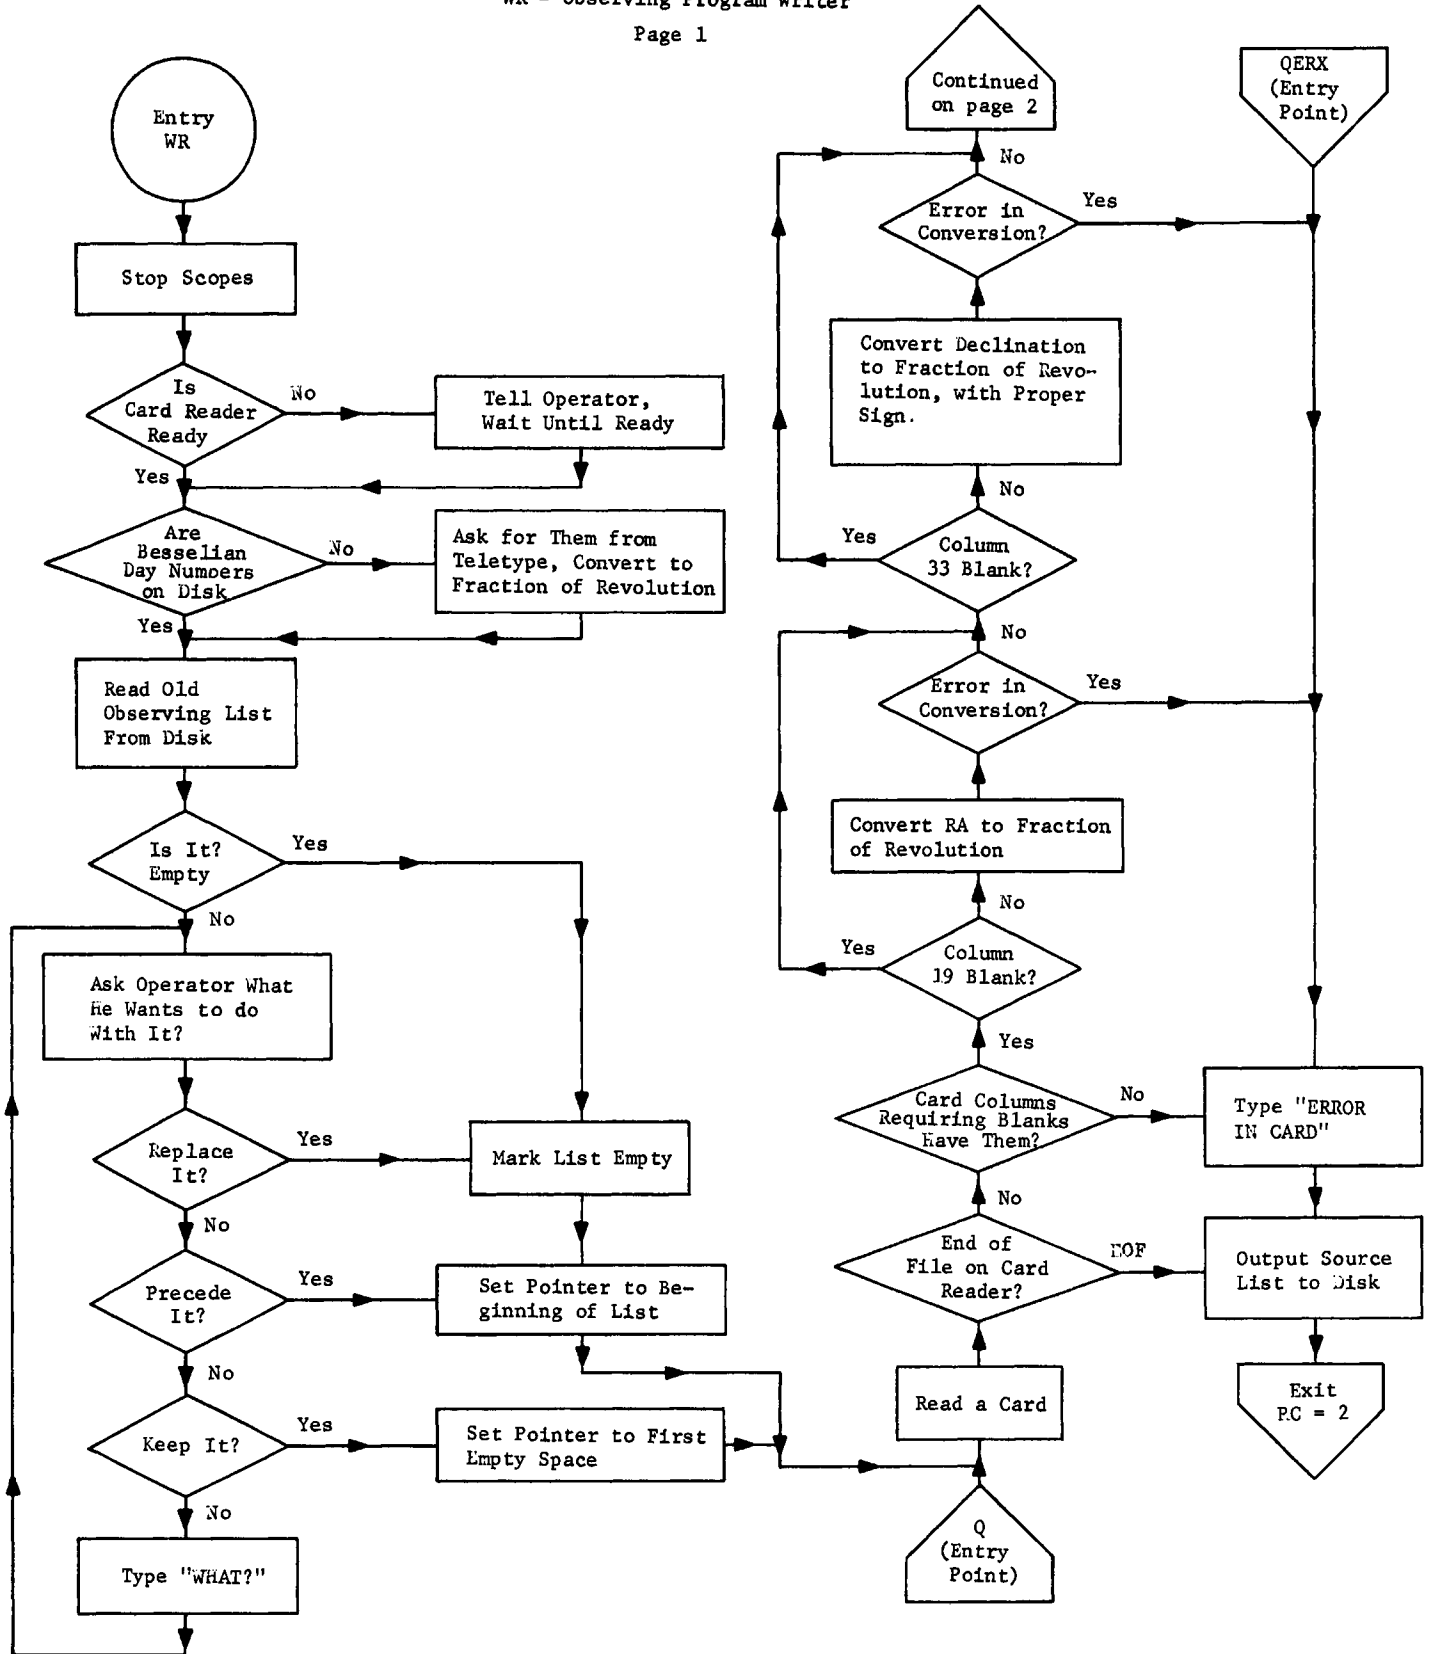 WR - Observing Program Writer
Page 1
Entry
WR
Stop Scopes
Is
Card Reader
Ready
No
Tell Operator,
Wait Until Ready
Yes
Are
Besselian
Day Numbers
on Disk
No
Ask for Them from
Teletype, Convert to
Fraction of Revolution
Yes
Read Old
Observing List
From Disk
Is It?
Empty
Yes
No
Ask Operator What
He Wants to do
With It?
Replace
It?
Yes
Mark List Empty
No
Precede
It?
Yes
Set Pointer to Be-
ginning of List
No
Keep It?
Yes
Set Pointer to First
Empty Space
No
Type "WHAT?"
Continued
on page 2
No
Error in
Conversion?
Yes
Convert Declination
to Fraction of Revo-
lution, with Proper
Sign.
No
Yes
Column
33 Blank?
No
Error in
Conversion?
Yes
Convert RA to Fraction
of Revolution
No
Yes
Column
19 Blank?
Yes
Card Columns
Requiring Blanks
Have Them?
No
No
End of
File on Card
Reader?
EOF
Read a Card
Q
(Entry
Point)
QERX
(Entry
Point)
Type "ERROR
IN CARD"
Output Source
List to Disk
Exit
PC = 2